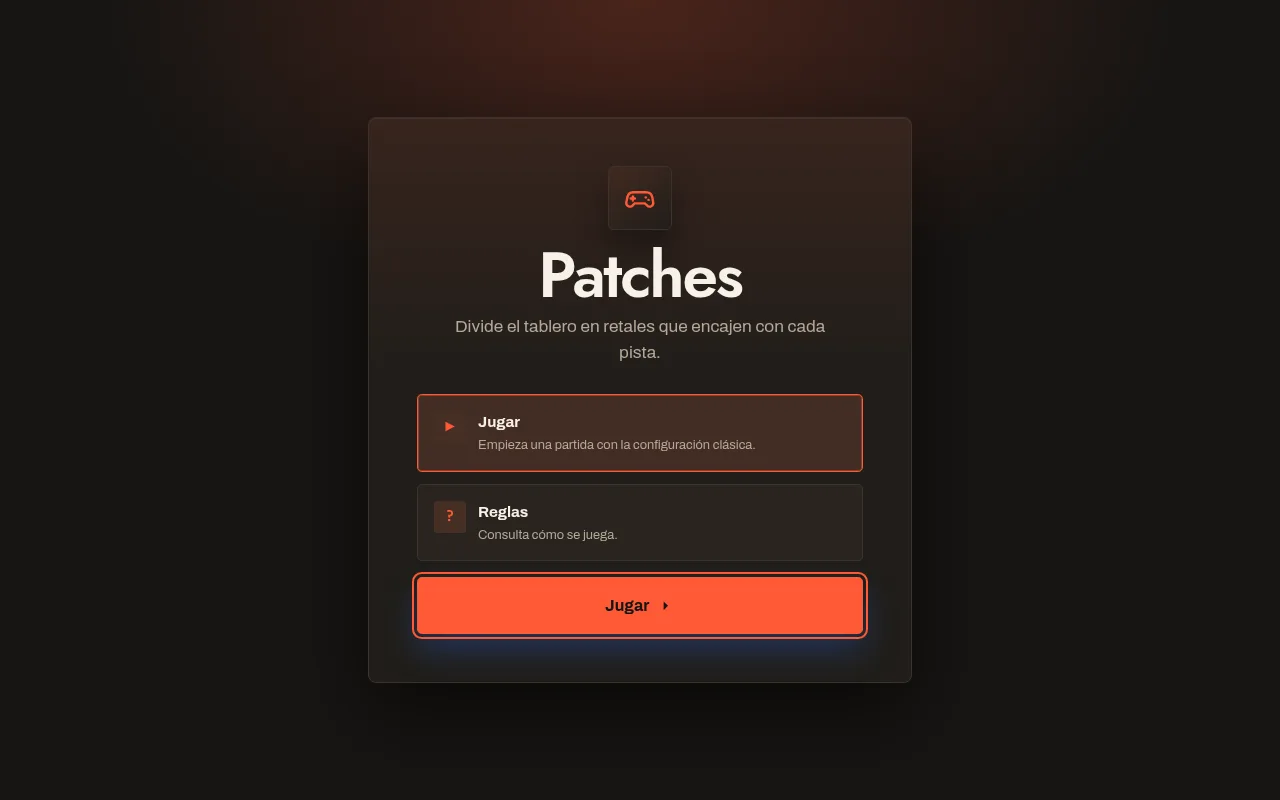 Patches
Divide el tablero en retales que encajen con cada
pista.
Jugar
Empieza una partida con la configuración clásica.
?
Reglas
Consulta cómo se juega.
Jugar